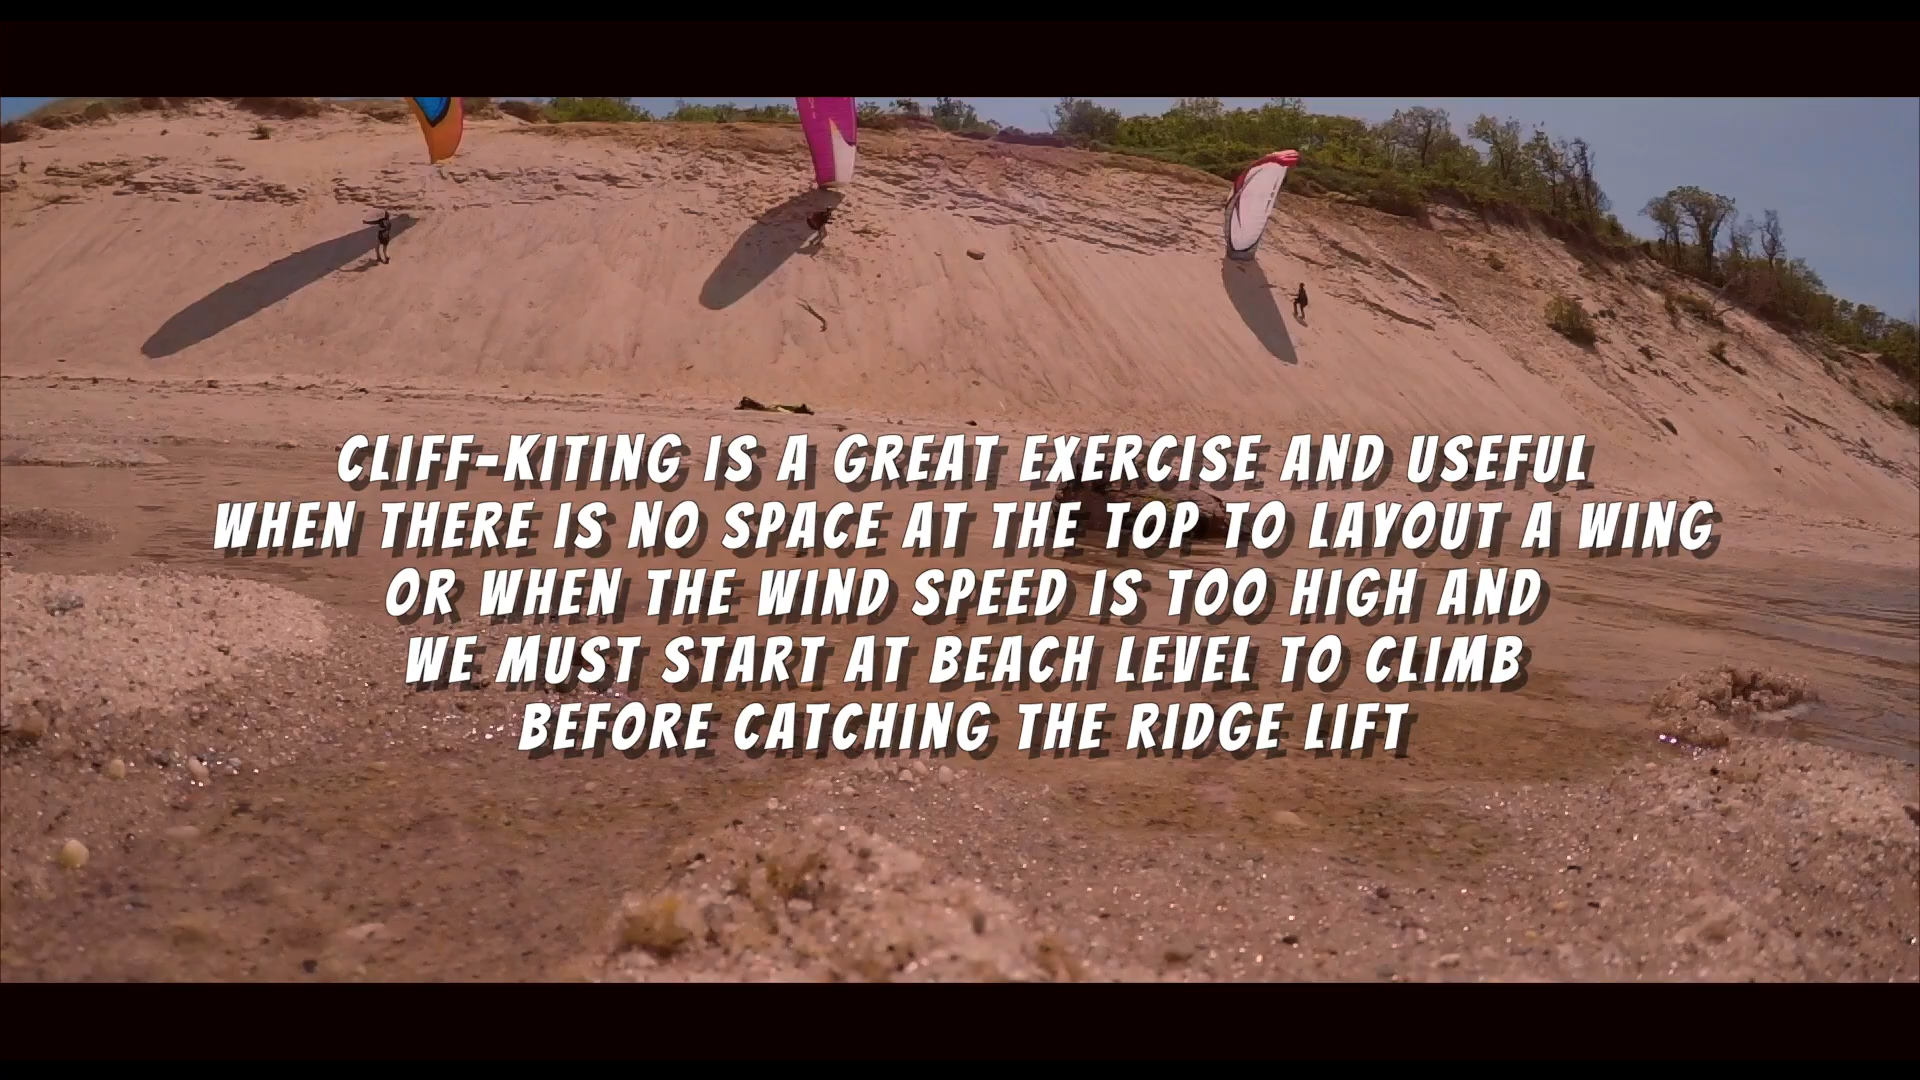 CLIFF-KITING IS A GREAT EXERCISE AND USEFUL
WHEN THERE IS NO SPACE AT THE TOP TO LAYOUT A WING
OR WHEN THE WIND SPEED IS TOO HIGH AND
WE MUST START AT BEACH LEVEL TO CLIMB
BEFORE CATCHING THE RIDGE LIFT